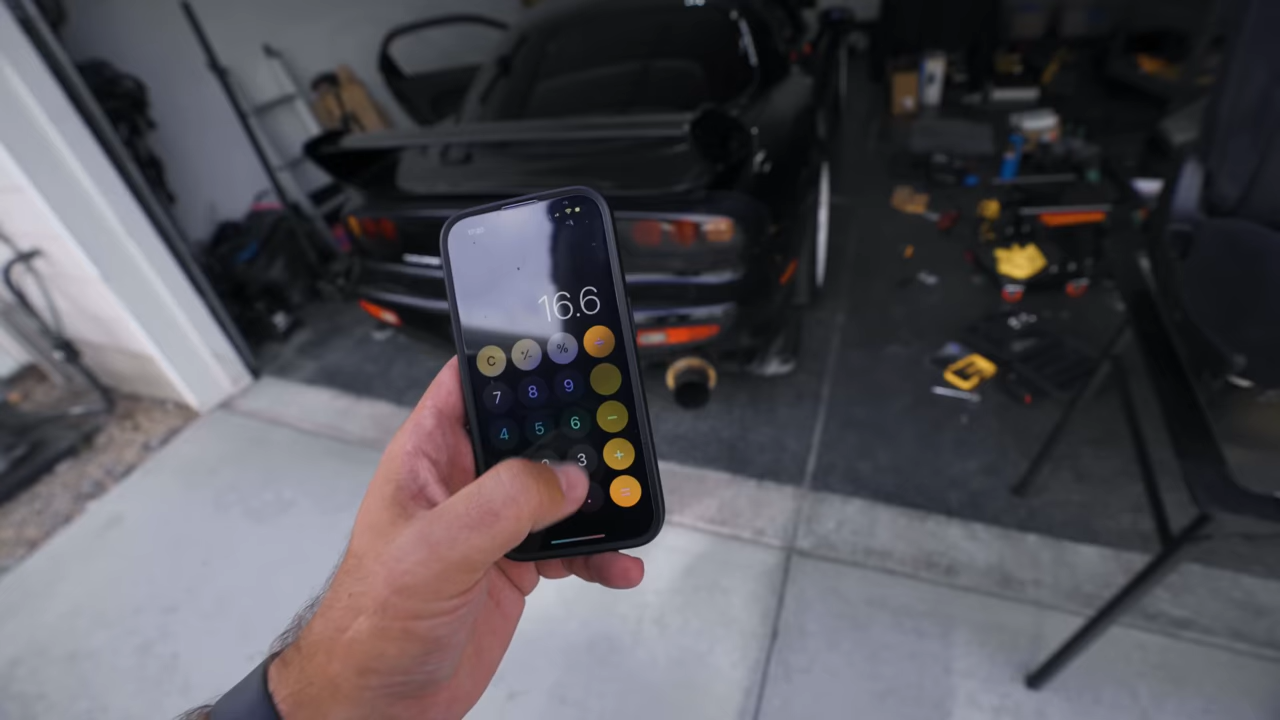 16.6
C +/- % ÷
7 8 9
4 5 6 −
3 +
. =